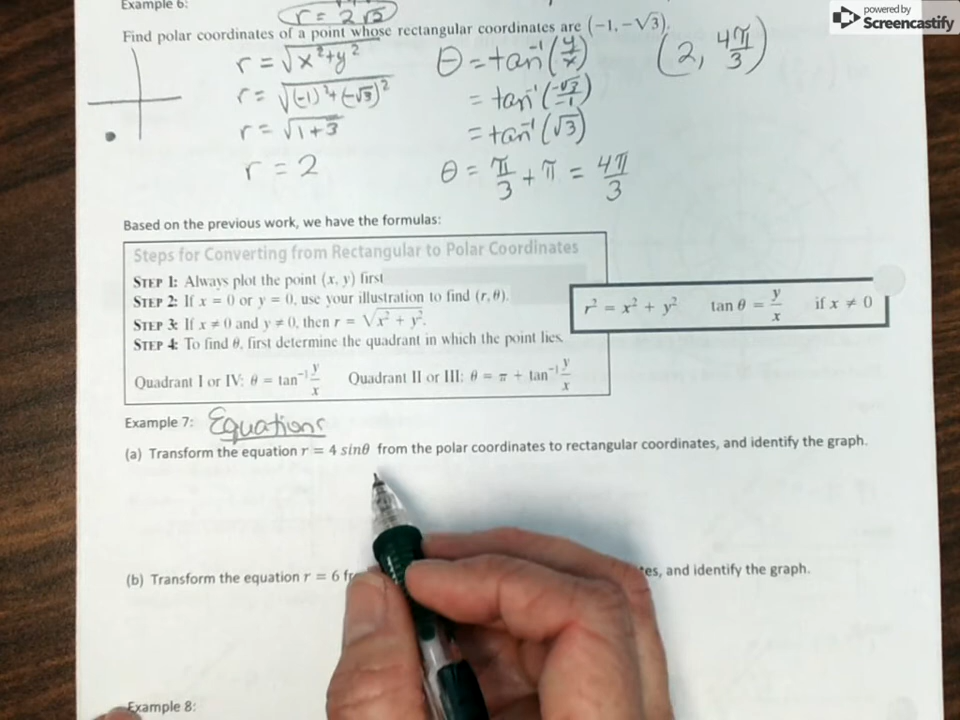 Example 6:
r = 2√5
Find polar coordinates of a point whose rectangular coordinates are (−1, −√3).
r = √x²+y²
r = √(-1)²+(-√3)²
r = √1+3
r = 2
θ = tan⁻¹(y/x)
= tan⁻¹(-√3/-1)
= tan⁻¹(√3)
θ = π/3 + π = 4π/3
(2, 4π/3)
Based on the previous work, we have the formulas:
Steps for Converting from Rectangular to Polar Coordinates
STEP 1: Always plot the point (x, y) first
STEP 2: If x = 0 or y = 0, use your illustration to find (r, θ).
STEP 3: If x ≠ 0 and y ≠ 0, then r = √x² + y².
STEP 4: To find θ, first determine the quadrant in which the point lies
Quadrant I or IV: θ = tan⁻¹ y/x Quadrant II or III: θ = π + tan⁻¹ y/x
r² = x² + y² tan θ = y/x if x ≠ 0
Example 7: Equations
(a) Transform the equation r = 4 sinθ from the polar coordinates to rectangular coordinates, and identify the graph.
(b) Transform the equation r = 6 and identify the graph.
Example 8:
powered by
Screencastify